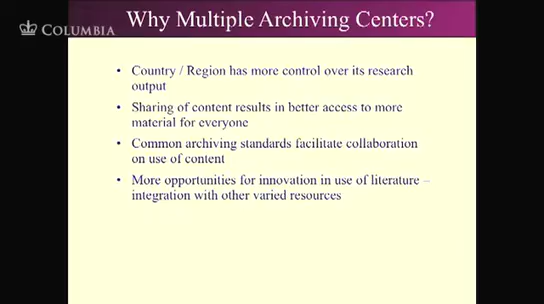 COLUMBIA
Why Multiple Archiving Centers?
• Country / Region has more control over its research
output
• Sharing of content results in better access to more
material for everyone
• Common archiving standards facilitate collaboration
on use of content
• More opportunities for innovation in use of literature –
integration with other varied resources